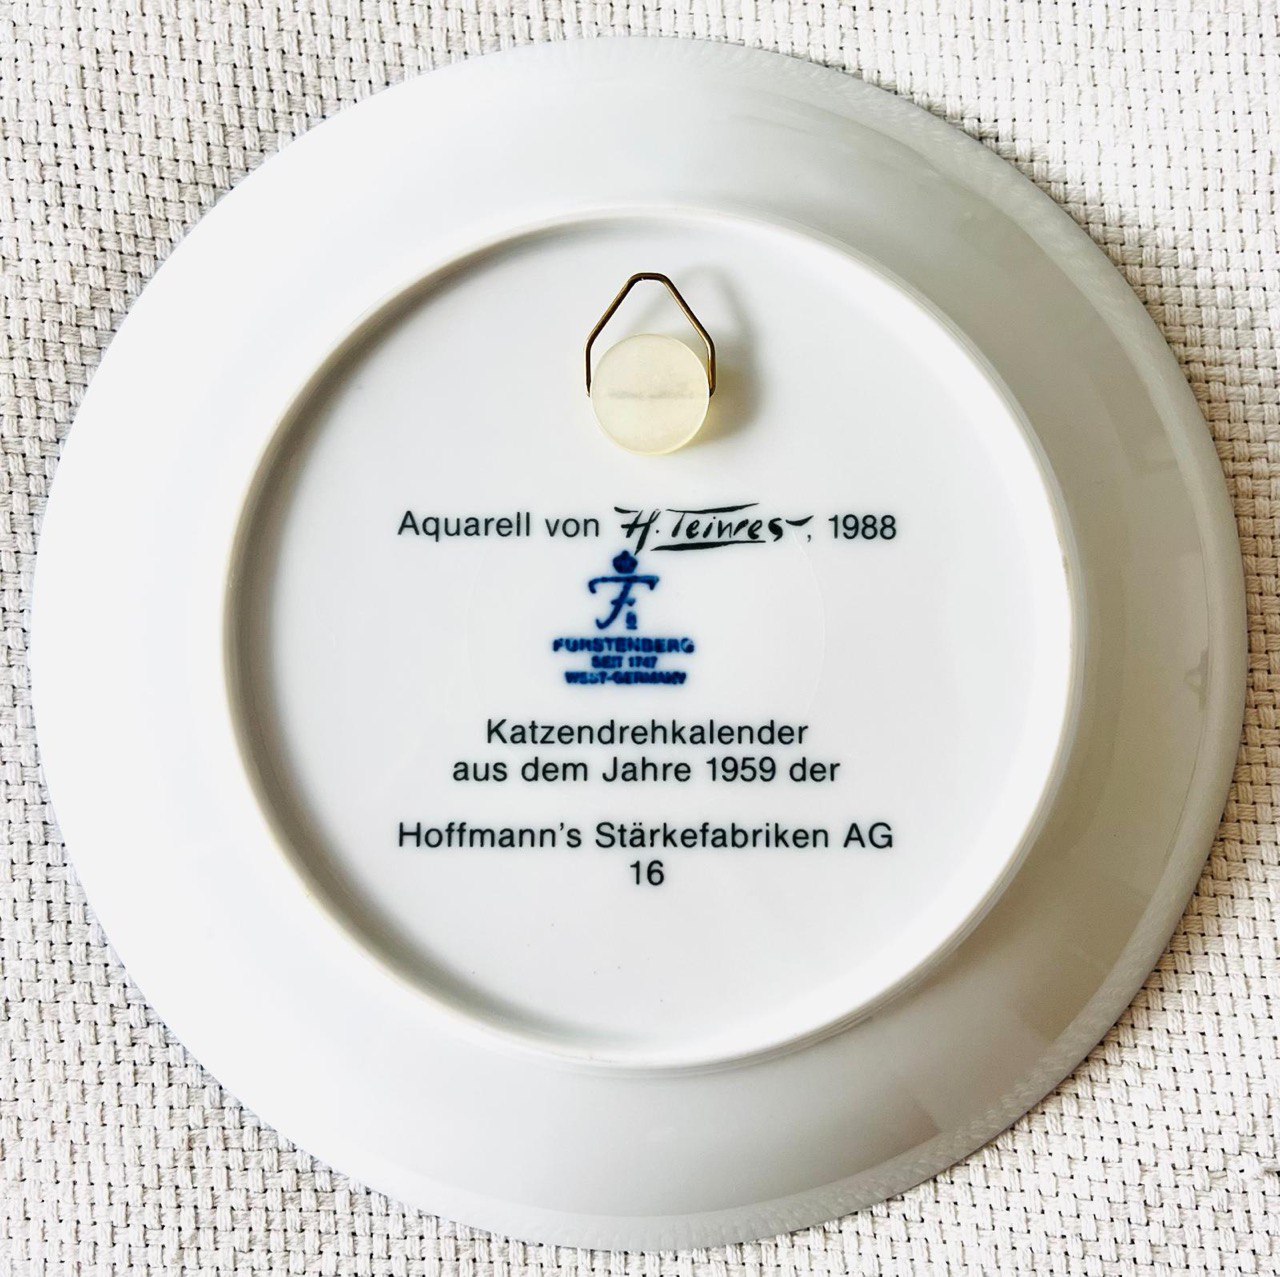 Aquarell von H. Teinres, 1988
F
FÜRSTENBERG
SEIT 1747
WEST-GERMANY
Katzendrehkalender
aus dem Jahre 1959 der
Hoffmann's Stärkefabriken AG
16